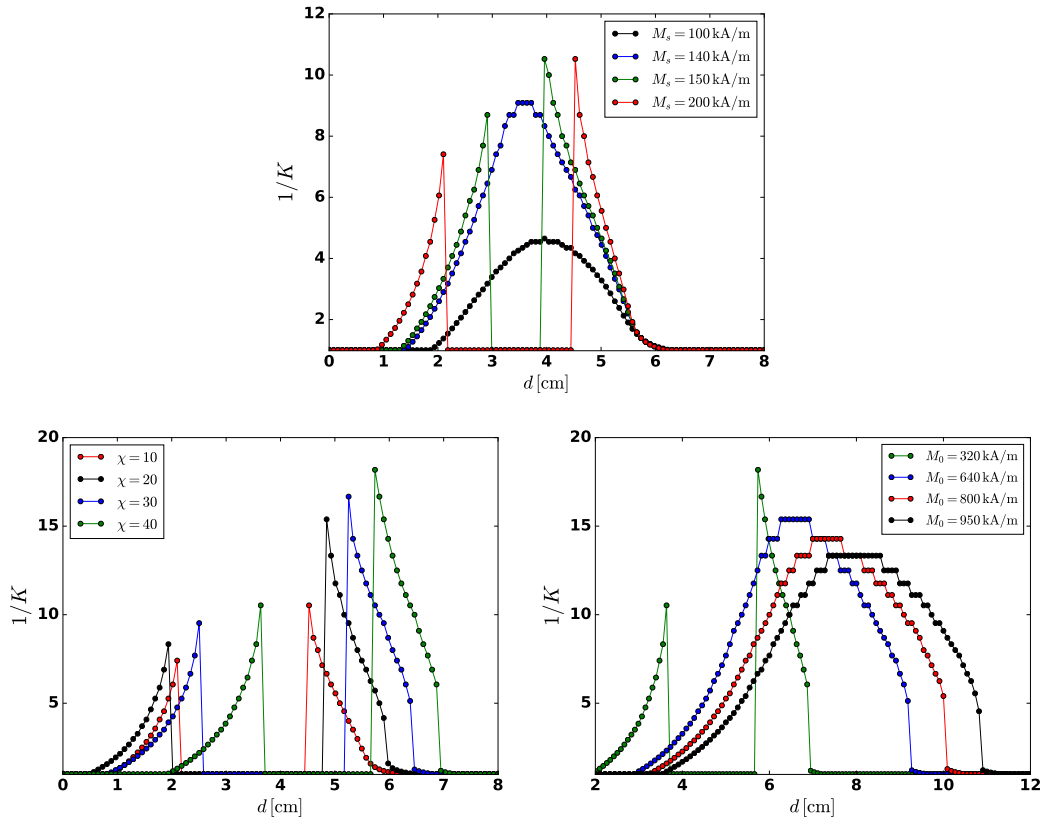 12
10
8
6
4
2
1/K
0 1 2 3 4 5 6 7 8
d [cm]
M_s = 100 kA/m
M_s = 140 kA/m
M_s = 150 kA/m
M_s = 200 kA/m
20
15
10
5
1/K
0 1 2 3 4 5 6 7 8
d [cm]
χ = 10
χ = 20
χ = 30
χ = 40
20
15
10
5
1/K
2 4 6 8 10 12
d [cm]
M_0 = 320 kA/m
M_0 = 640 kA/m
M_0 = 800 kA/m
M_0 = 950 kA/m